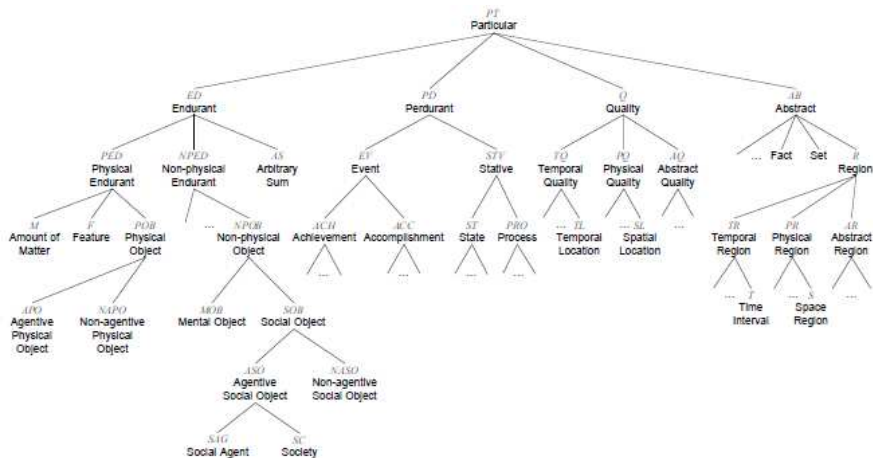 PT
Particular
ED
Endurant
PD
Perdurant
Q
Quality
AB
Abstract
PED
Physical
Endurant
NPED
Non-physical
Endurant
AS
Arbitrary
Sum
EV
Event
STV
Stative
TQ
Temporal
Quality
PQ
Physical
Quality
AQ
Abstract
Quality
...
Fact
Set
R
Region
M
Amount of
Matter
F
Feature
POB
Physical
Object
...
NPOB
Non-physical
Object
ACH
Achievement
...
ACC
Accomplishment
...
ST
State
...
PRO
Process
...
...
TL
Temporal
Location
...
SL
Spatial
Location
...
TR
Temporal
Region
PR
Physical
Region
AR
Abstract
Region
...
T
Time
Interval
...
S
Space
Region
...
APO
Agentive
Physical
Object
NAPO
Non-agentive
Physical
Object
MOB
Mental Object
SOB
Social Object
ASO
Agentive
Social Object
NASO
Non-agentive
Social Object
SAG
Social Agent
SC
Society